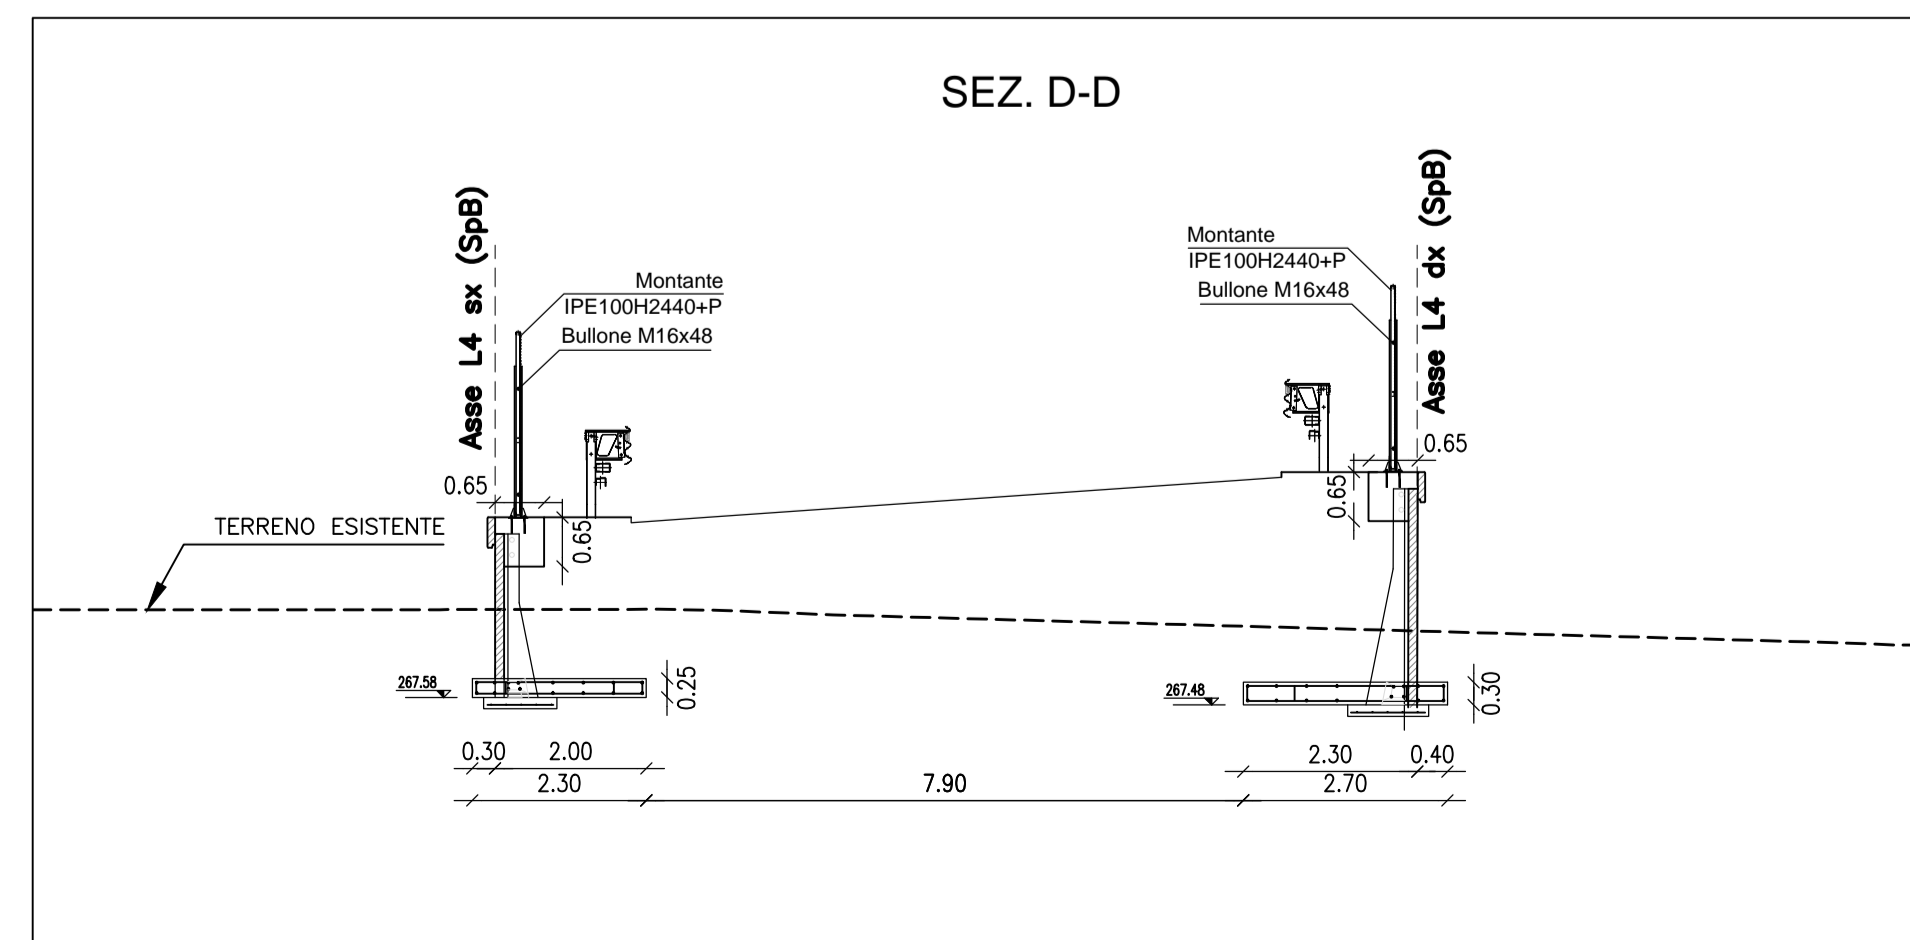 SEZ. D-D
Asse L4 sx (SpB)
Montante
IPE100H2440+P
Bullone M16x48
Montante
IPE100H2440+P
Bullone M16x48
Asse L4 dx (SpB)
0.65
0.65
0.65
0.65
TERRENO ESISTENTE
267.58
0.25
267.48
0.30
0.30
2.00
2.30
0.40
2.30
7.90
2.70